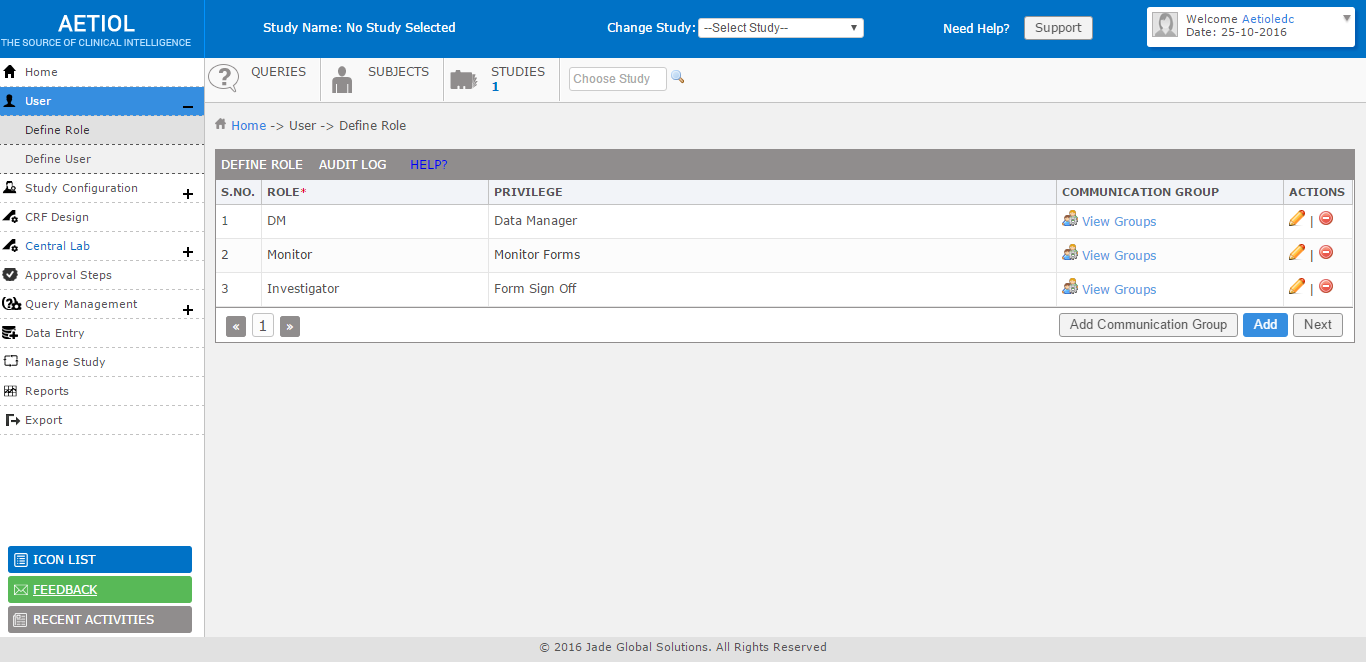 AETIOL
THE SOURCE OF CLINICAL INTELLIGENCE
Study Name: No Study Selected
Change Study: --Select Study--
Need Help? Support
Welcome Aetioledc
Date: 25-10-2016
Home
User
Define Role
Define User
Study Configuration
CRF Design
Central Lab
Approval Steps
Query Management
Data Entry
Manage Study
Reports
Export
ICON LIST
FEEDBACK
RECENT ACTIVITIES
QUERIES
SUBJECTS
STUDIES
1
Choose Study
Home -> User -> Define Role
DEFINE ROLE AUDIT LOG HELP?
S.NO. ROLE* PRIVILEGE COMMUNICATION GROUP ACTIONS
1 DM Data Manager View Groups |
2 Monitor Monitor Forms View Groups |
3 Investigator Form Sign Off View Groups |
« 1 » Add Communication Group Add Next
© 2016 Jade Global Solutions. All Rights Reserved